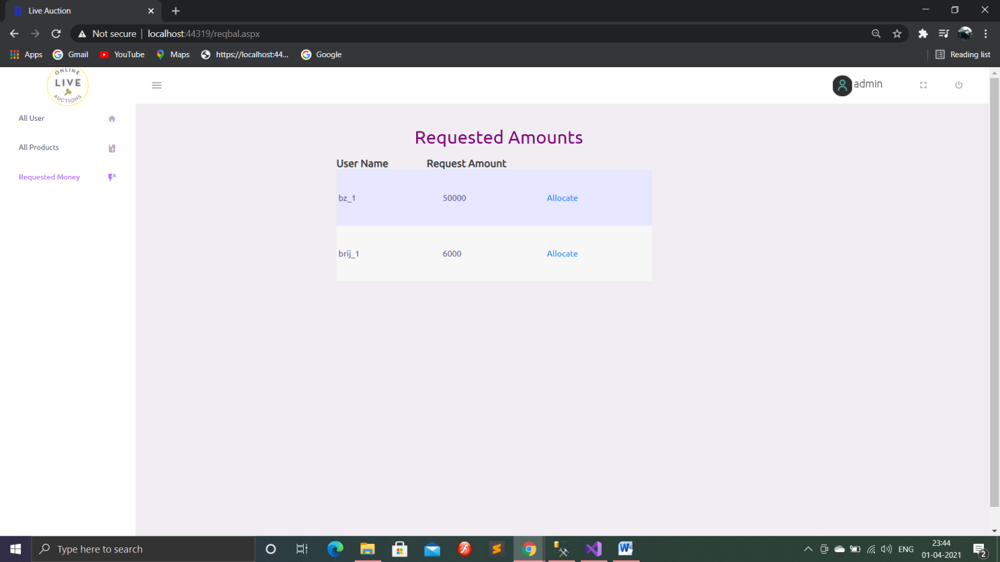 Live Auction
Not secure | localhost:44319/reqbal.aspx
Apps Gmail YouTube Maps https://localhost:44... Google Reading list
ONLINE
LIVE
AUCTIONS
admin
All User
All Products
Requested Money
Requested Amounts
User Name Request Amount
bz_1 50000 Allocate
brij_1 6000 Allocate
Type here to search
ENG
23:44
01-04-2021
2